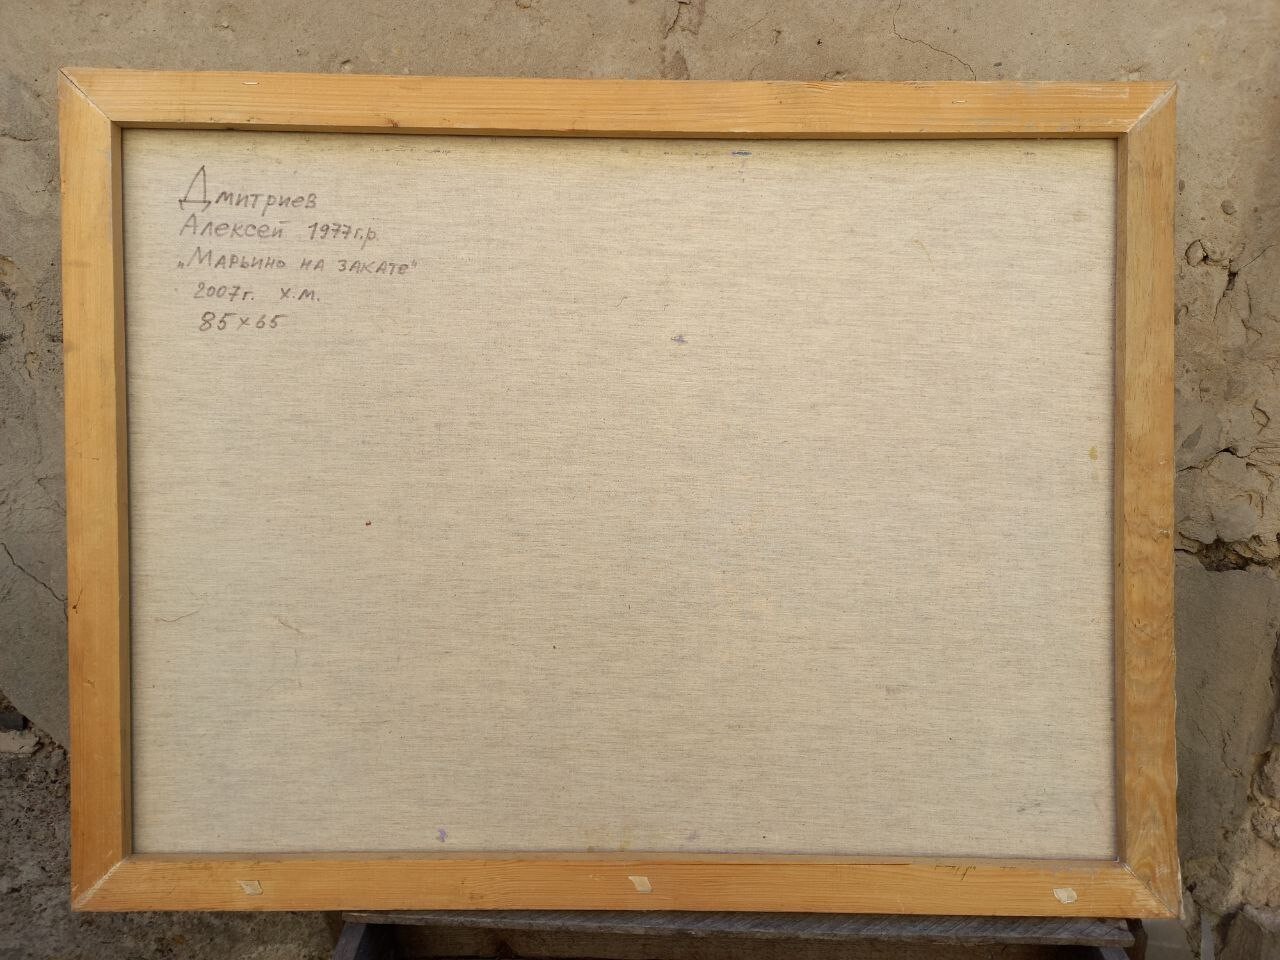 Дмитриев
Алексей 1977г.р.
„Марьино на закате"
2007г. х.м.
85×65